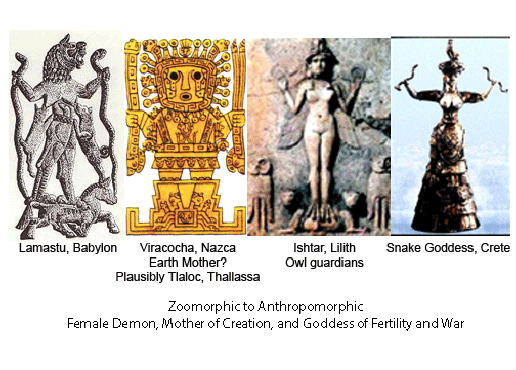 Lamastu, Babylon
Viracocha, Nazca
Earth Mother?
Plausibly Tlaloc, Thallassa
Ishtar, Lilith
Owl guardians
Snake Goddess, Crete
Zoomorphic to Anthropomorphic
Female Demon, Mother of Creation, and Goddess of Fertility and War